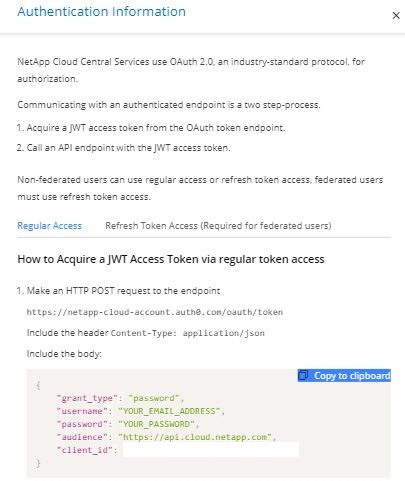 Authentication Information
×
NetApp Cloud Central Services use OAuth 2.0, an industry-standard protocol, for
authorization.
Communicating with an authenticated endpoint is a two step-process.
1. Acquire a JWT access token from the OAuth token endpoint.
2. Call an API endpoint with the JWT access token.
Non-federated users can use regular access or refresh token access, federated users
must use refresh token access.
Regular Access Refresh Token Access (Required for federated users)
How to Acquire a JWT Access Token via regular token access
1. Make an HTTP POST request to the endpoint
https://netapp-cloud-account.auth0.com/oauth/token
Include the header Content-Type: application/json
Include the body:
Copy to clipboard
{
"grant_type": "password",
"username": "YOUR_EMAIL_ADDRESS",
"password": "YOUR_PASSWORD",
"audience": "https://api.cloud.netapp.com",
"client_id":
}